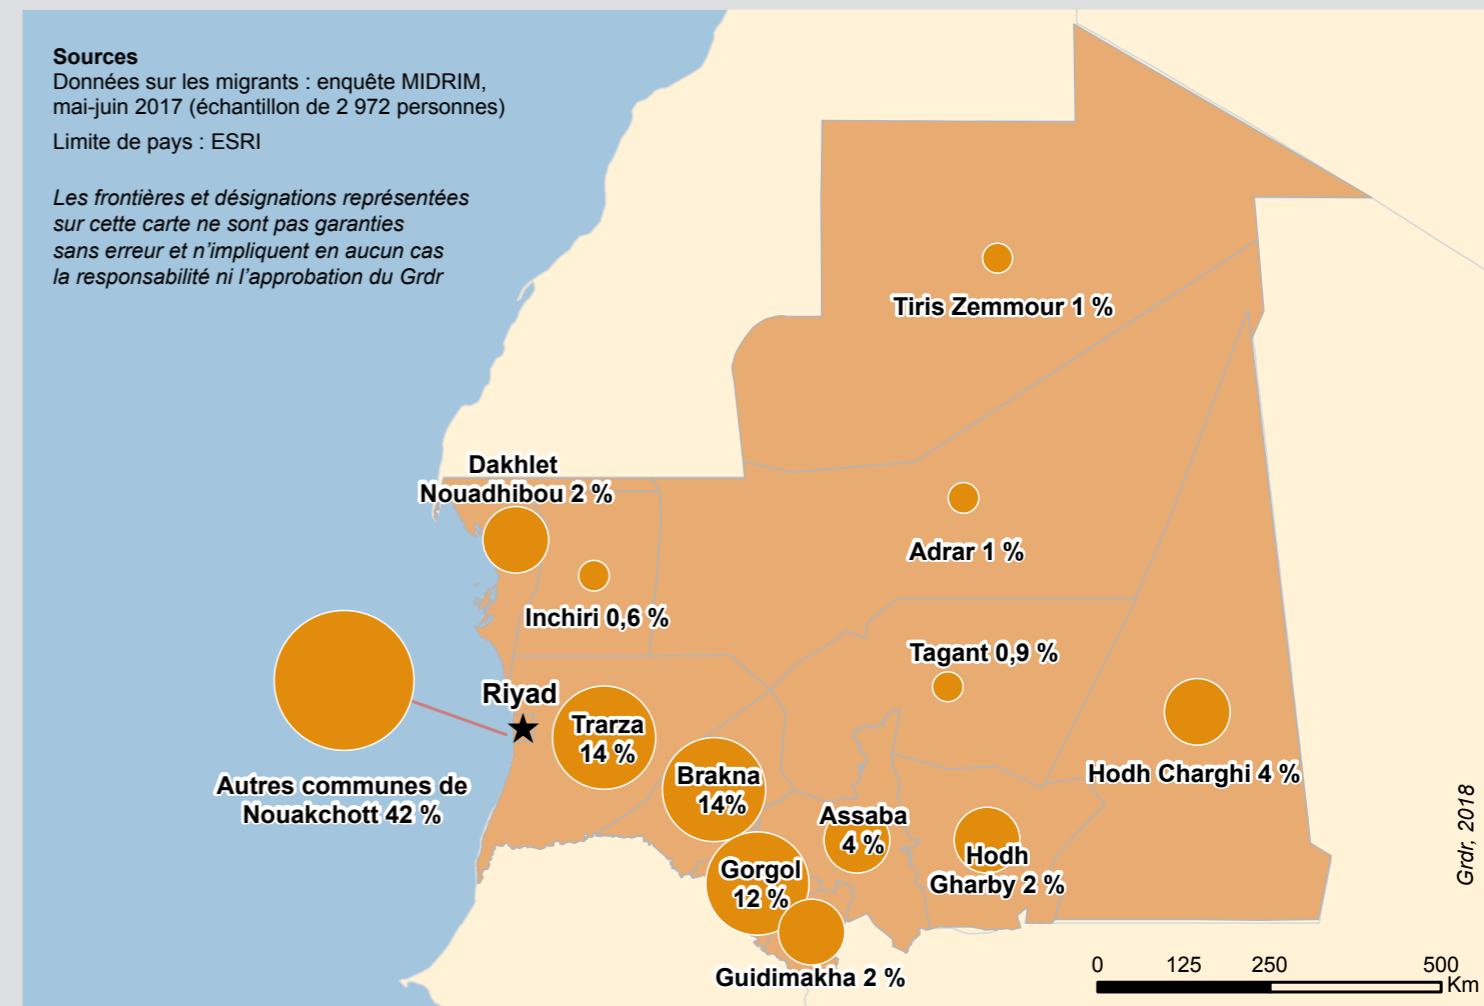 Sources
Données sur les migrants : enquête MIDRIM,
mai-juin 2017 (échantillon de 2 972 personnes)
Limite de pays : ESRI
Les frontières et désignations représentées
sur cette carte ne sont pas garanties
sans erreur et n'impliquent en aucun cas
la responsabilité ni l'approbation du Grdr
Tiris Zemmour 1 %
Dakhlet
Nouadhibou 2 %
Adrar 1 %
Inchiri 0,6 %
Tagant 0,9 %
Riyad
Trarza
14 %
Autres communes de
Nouakchott 42 %
Brakna
14%
Hodh Charghi 4 %
Assaba
4 %
Hodh
Gharby 2 %
Gorgol
12 %
Guidimakha 2 %
Grdr, 2018
0 125 250 500
Km